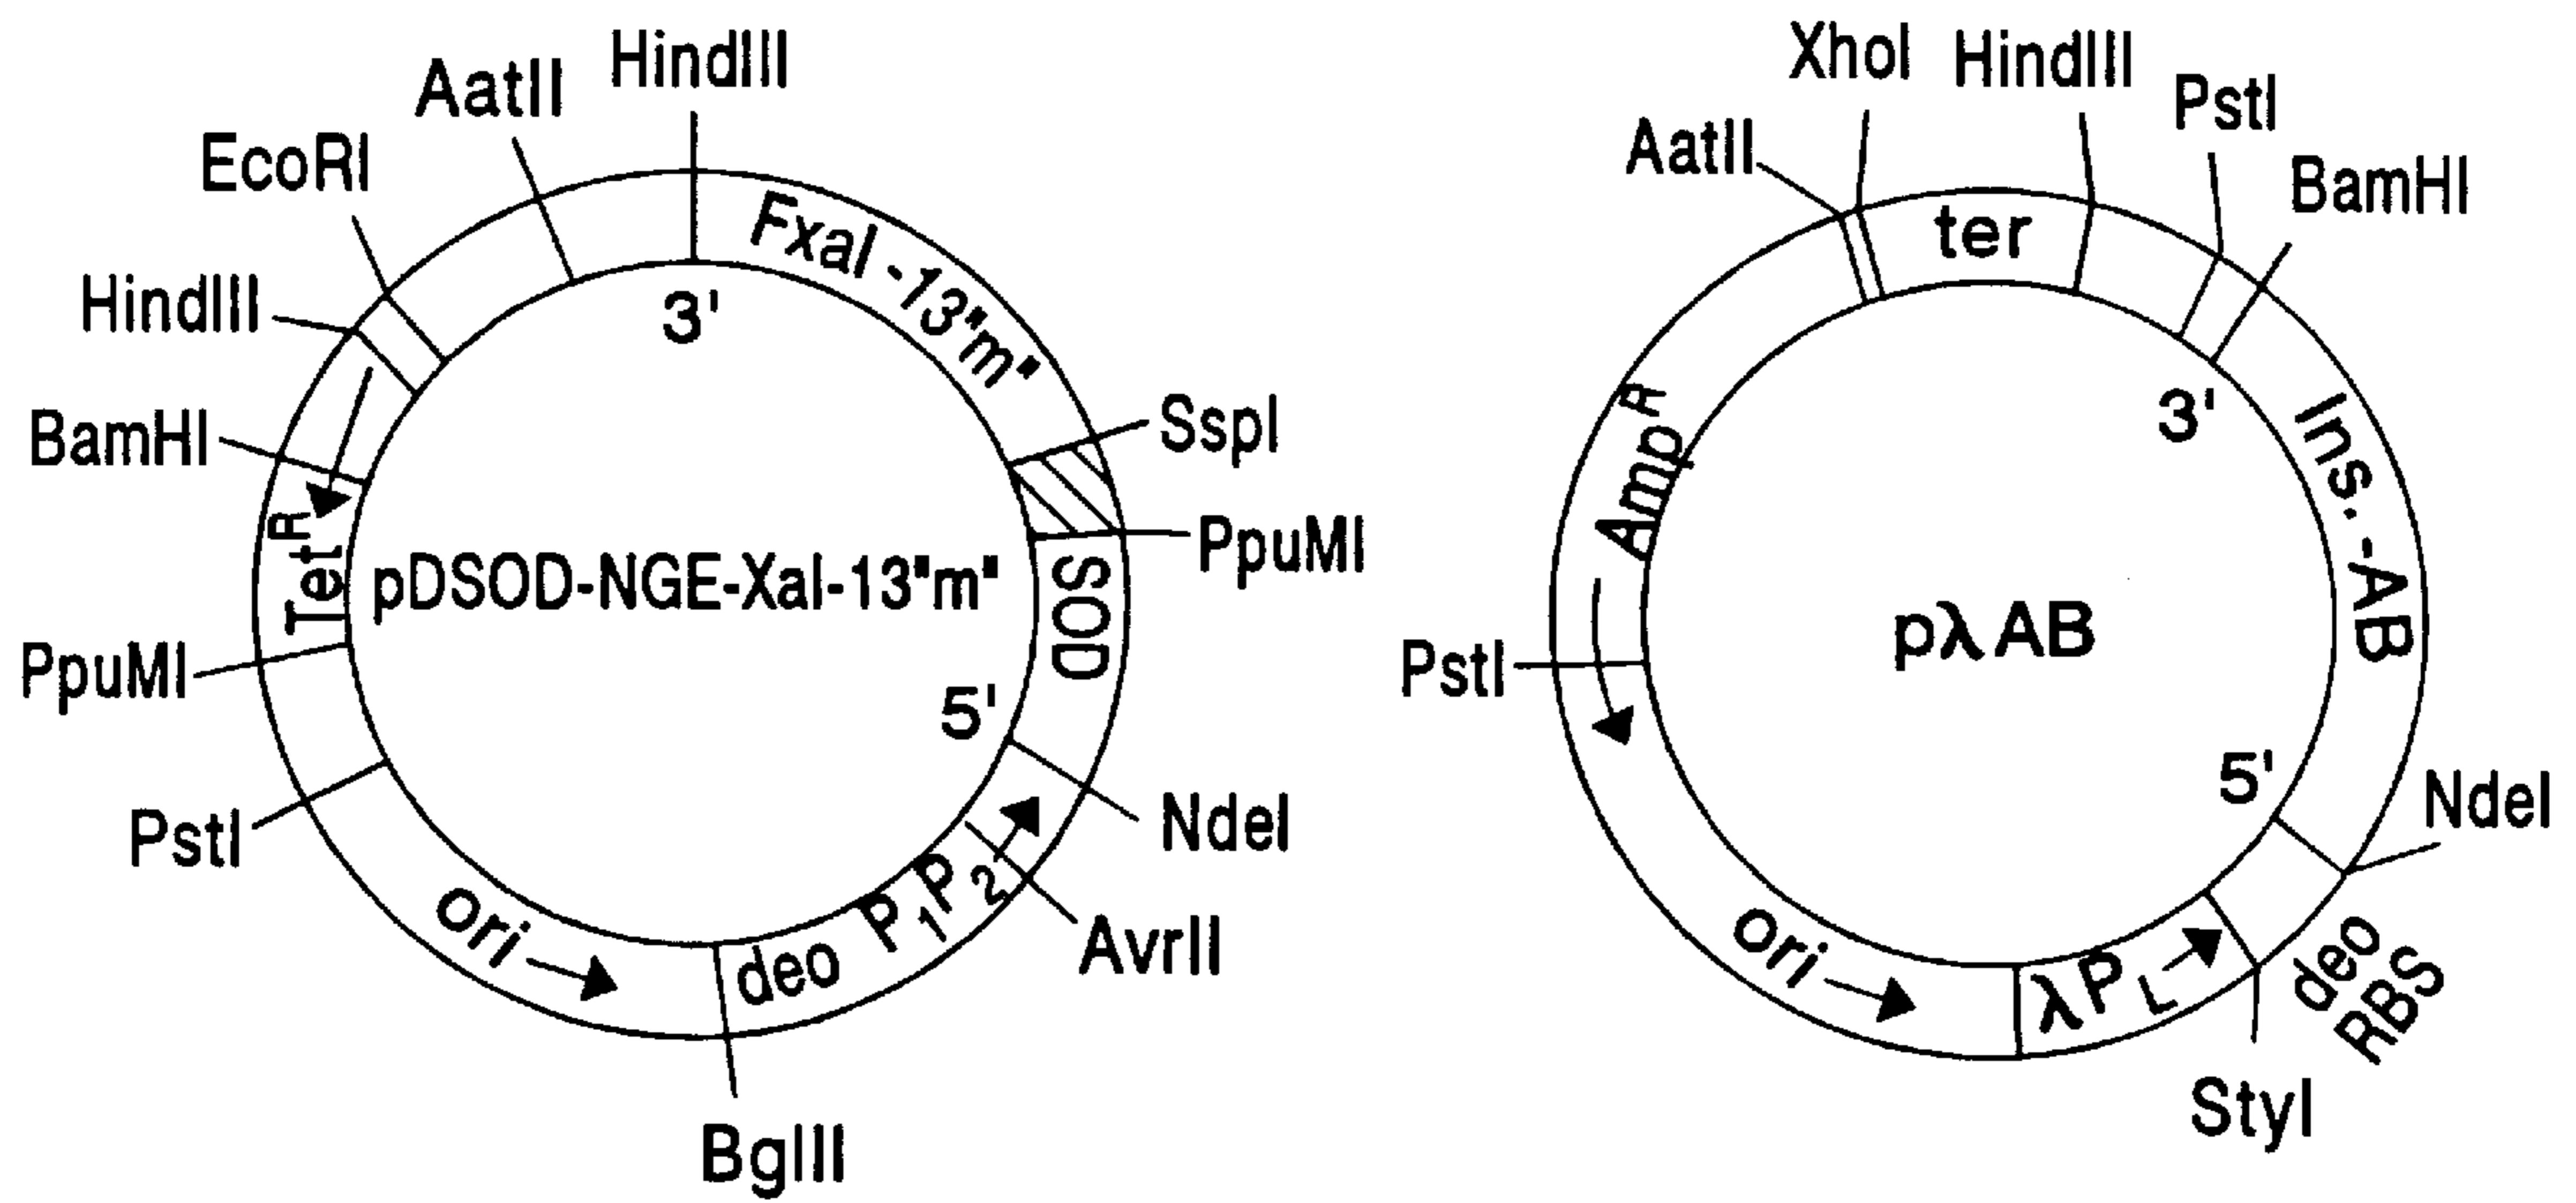 HindIII
AatII
EcoRI
HindIII
BamHI
Tet R
PpuMI
PstI
ori
BglII
deo P1P2
AvrII
NdeI
5'
SOD
PpuMI
SspI
FxaI-13"m"
3'
pDSOD-NGE-XaI-13"m"
XhoI
HindIII
PstI
BamHI
AatII
ter
3'
Ins.-AB
Amp R
pλAB
PstI
5'
NdeI
ori
λPL
deo
RBS
StyI